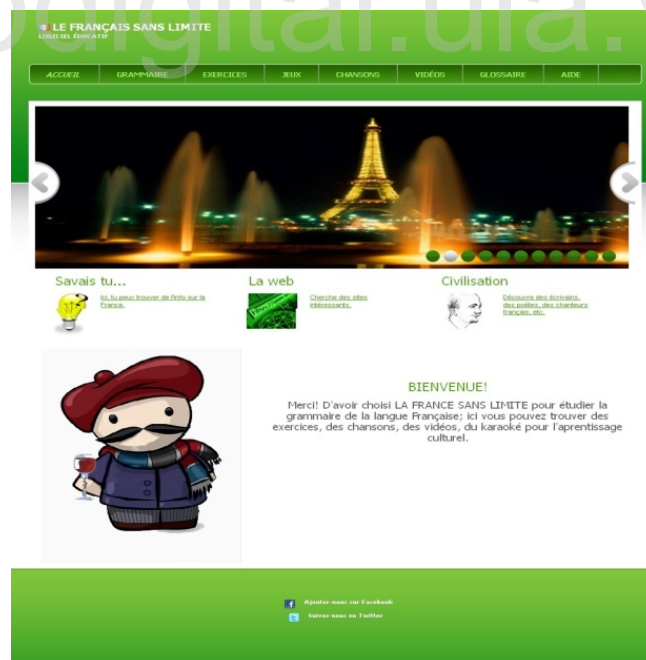 bdigital.ula.v
LE FRANÇAIS SANS LIMITE
LOGICIEL ÉDUCATIF
ACCUEIL GRAMMAIRE EXERCICES JEUX CHANSONS VIDÉOS GLOSSAIRE AIDE
Savais tu...
Ici, tu peux trouver de l'info sur la
France.
La web
Cherche des sites
intéressants.
Civilisation
Découvre des écrivains,
des poètes, des chanteurs
français, etc.
BIENVENUE!
Merci! D'avoir choisi LA FRANCE SANS LIMITE pour étudier la
grammaire de la langue Française; ici vous pouvez trouver des
exercices, des chansons, des vidéos, du karaoké pour l'aprentissage
culturel.
Ajouter-nous sur Facebook
Suivez-nous en Twitter